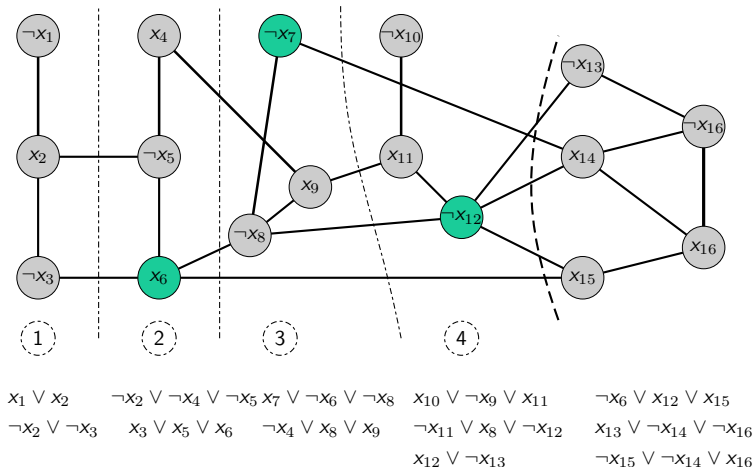 ¬x₁ x₄ ¬x₇ ¬x₁₀
¬x₁₃
¬x₁₆
x₂ ¬x₅ x₁₁ x₁₄
x₉
¬x₁₂
¬x₈
x₁₆
¬x₃ x₆ x₁₅
1 2 3 4
x₁ ∨ x₂ ¬x₂ ∨ ¬x₄ ∨ ¬x₅ x₇ ∨ ¬x₆ ∨ ¬x₈ x₁₀ ∨ ¬x₉ ∨ x₁₁ ¬x₆ ∨ x₁₂ ∨ x₁₅
¬x₂ ∨ ¬x₃ x₃ ∨ x₅ ∨ x₆ ¬x₄ ∨ x₈ ∨ x₉ ¬x₁₁ ∨ x₈ ∨ ¬x₁₂ x₁₃ ∨ ¬x₁₄ ∨ ¬x₁₆
x₁₂ ∨ ¬x₁₃ ¬x₁₅ ∨ ¬x₁₄ ∨ x₁₆